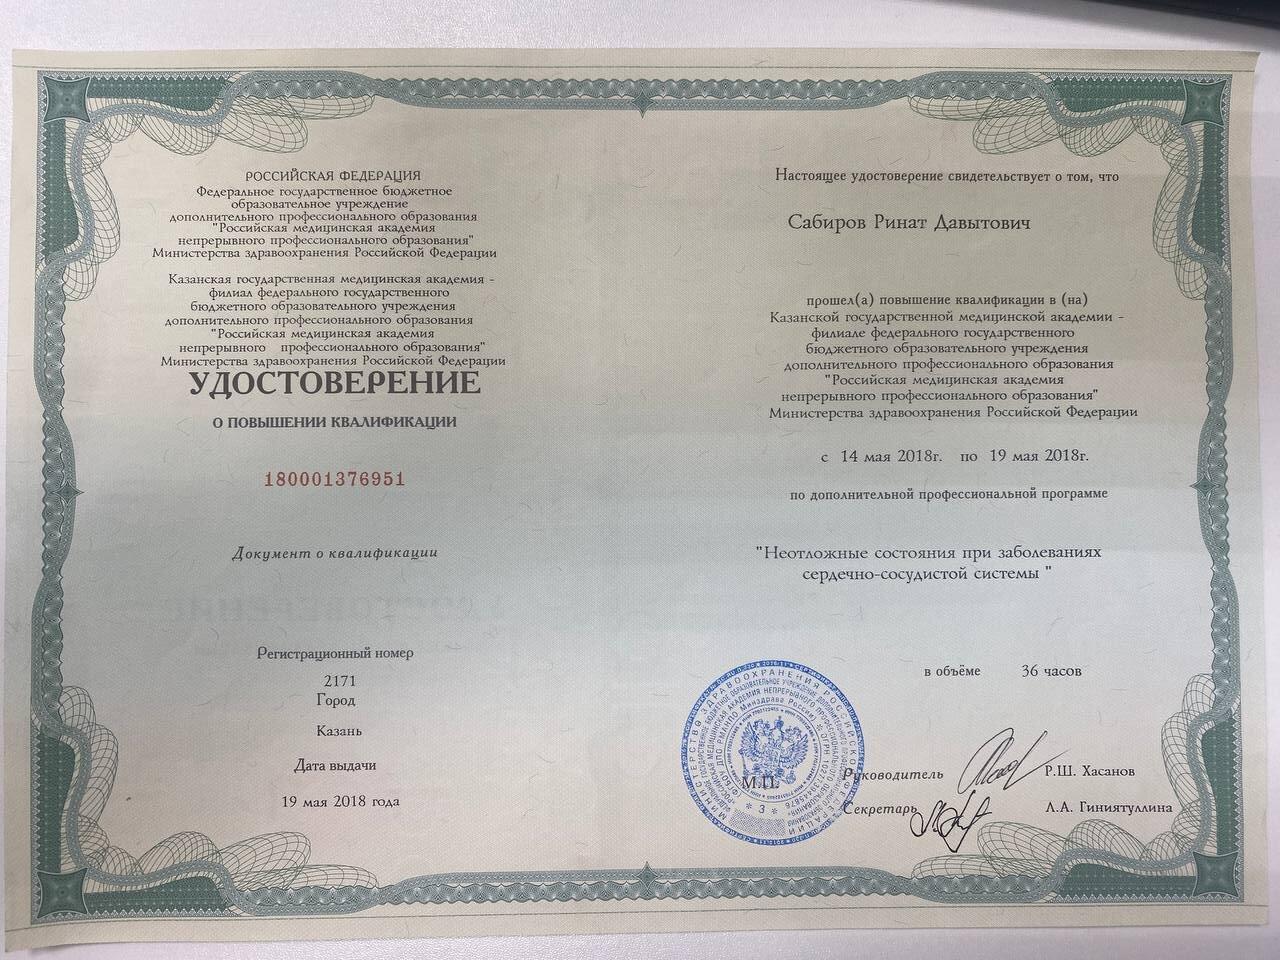 РОССИЙСКАЯ ФЕДЕРАЦИЯ
Федеральное государственное бюджетное
образовательное учреждение
дополнительного профессионального образования
"Российская медицинская академия
непрерывного профессионального образования"
Министерства здравоохранения Российской Федерации
Казанская государственная медицинская академия -
филиал федерального государственного
бюджетного образовательного учреждения
дополнительного профессионального образования
"Российская медицинская академия
непрерывного профессионального образования"
Министерства здравоохранения Российской Федерации
УДОСТОВЕРЕНИЕ
О ПОВЫШЕНИИ КВАЛИФИКАЦИИ
180001376951
Документ о квалификации
Регистрационный номер
2171
Город
Казань
Дата выдачи
19 мая 2018 года
Настоящее удостоверение свидетельствует о том, что
Сабиров Ринат Давытович
прошел(а) повышение квалификации в (на)
Казанской государственной медицинской академии -
филиале федерального государственного
бюджетного образовательного учреждения
дополнительного профессионального образования
"Российская медицинская академия
непрерывного профессионального образования"
Министерства здравоохранения Российской Федерации
с 14 мая 2018г. по 19 мая 2018г.
по дополнительной профессиональной программе
"Неотложные состояния при заболеваниях
сердечно-сосудистой системы "
в объёме 36 часов
МИНИСТЕРСТВО ЗДРАВООХРАНЕНИЯ РОССИЙСКОЙ ФЕДЕРАЦИИ
* 3 *
М.П.
Руководитель Р.Ш. Хасанов
Секретарь Л.А. Гиниятуллина